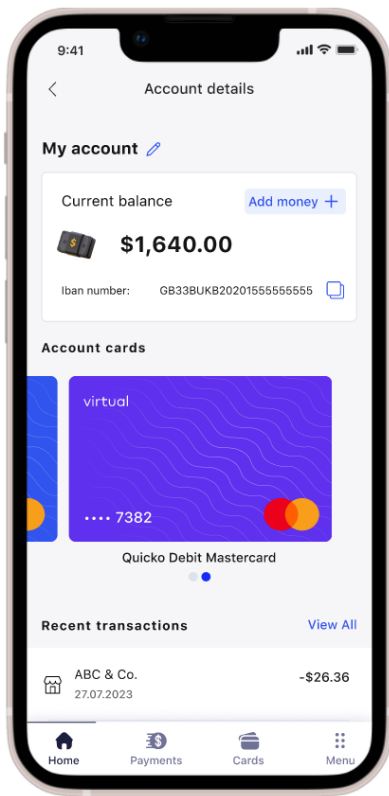 9:41
Account details
My account
Current balance
Add money +
$1,640.00
Iban number: GB33BUKB20201555555555
Account cards
virtual
•••• 7382
Quicko Debit Mastercard
Recent transactions
View All
ABC & Co.
-$26.36
27.07.2023
Home
Payments
Cards
Menu